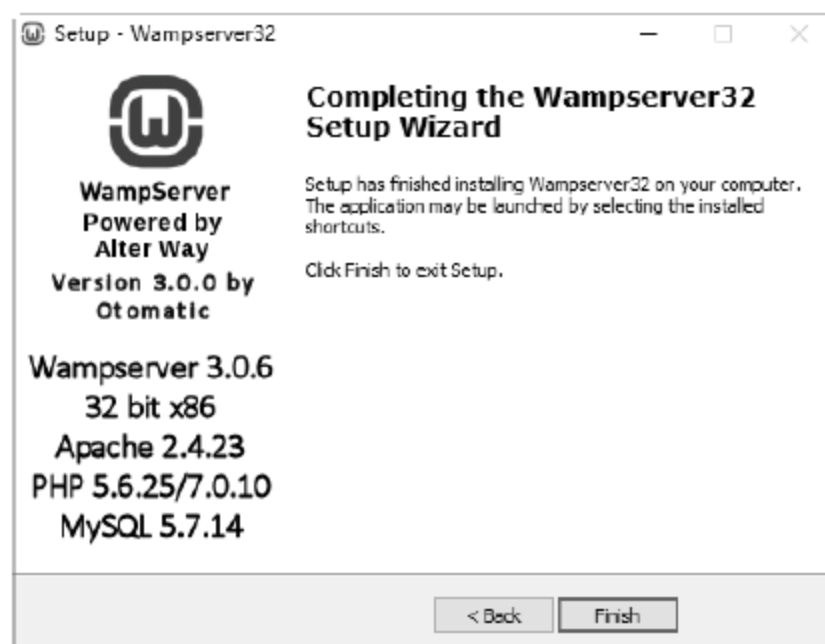 Setup - Wampserver32
Completing the Wampserver32
Setup Wizard
Setup has finished installing Wampserver32 on your computer.
The application may be launched by selecting the installed
shortcuts.
Click Finish to exit Setup.
WampServer
Powered by
Alter Way
Version 3.0.0 by
Otomatic
Wampserver 3.0.6
32 bit x86
Apache 2.4.23
PHP 5.6.25/7.0.10
MySQL 5.7.14
< Back
Finish